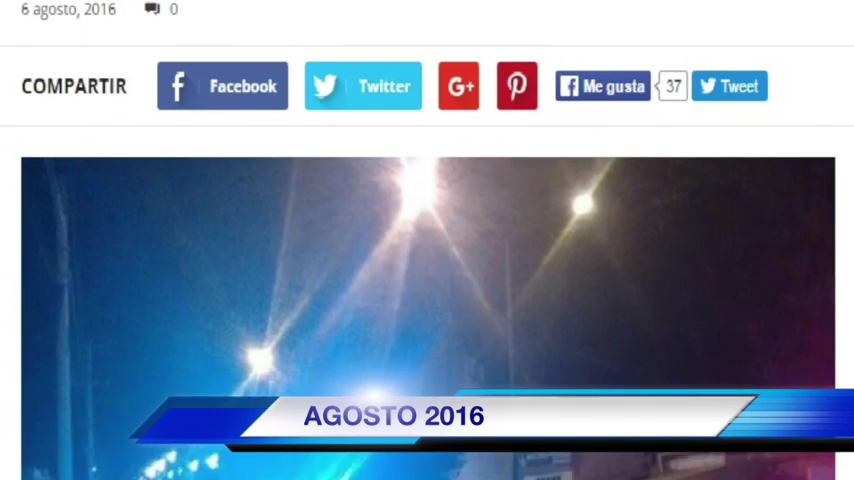 6 agosto, 2016 0
COMPARTIR Facebook Twitter G+ Me gusta 37 Tweet
AGOSTO 2016